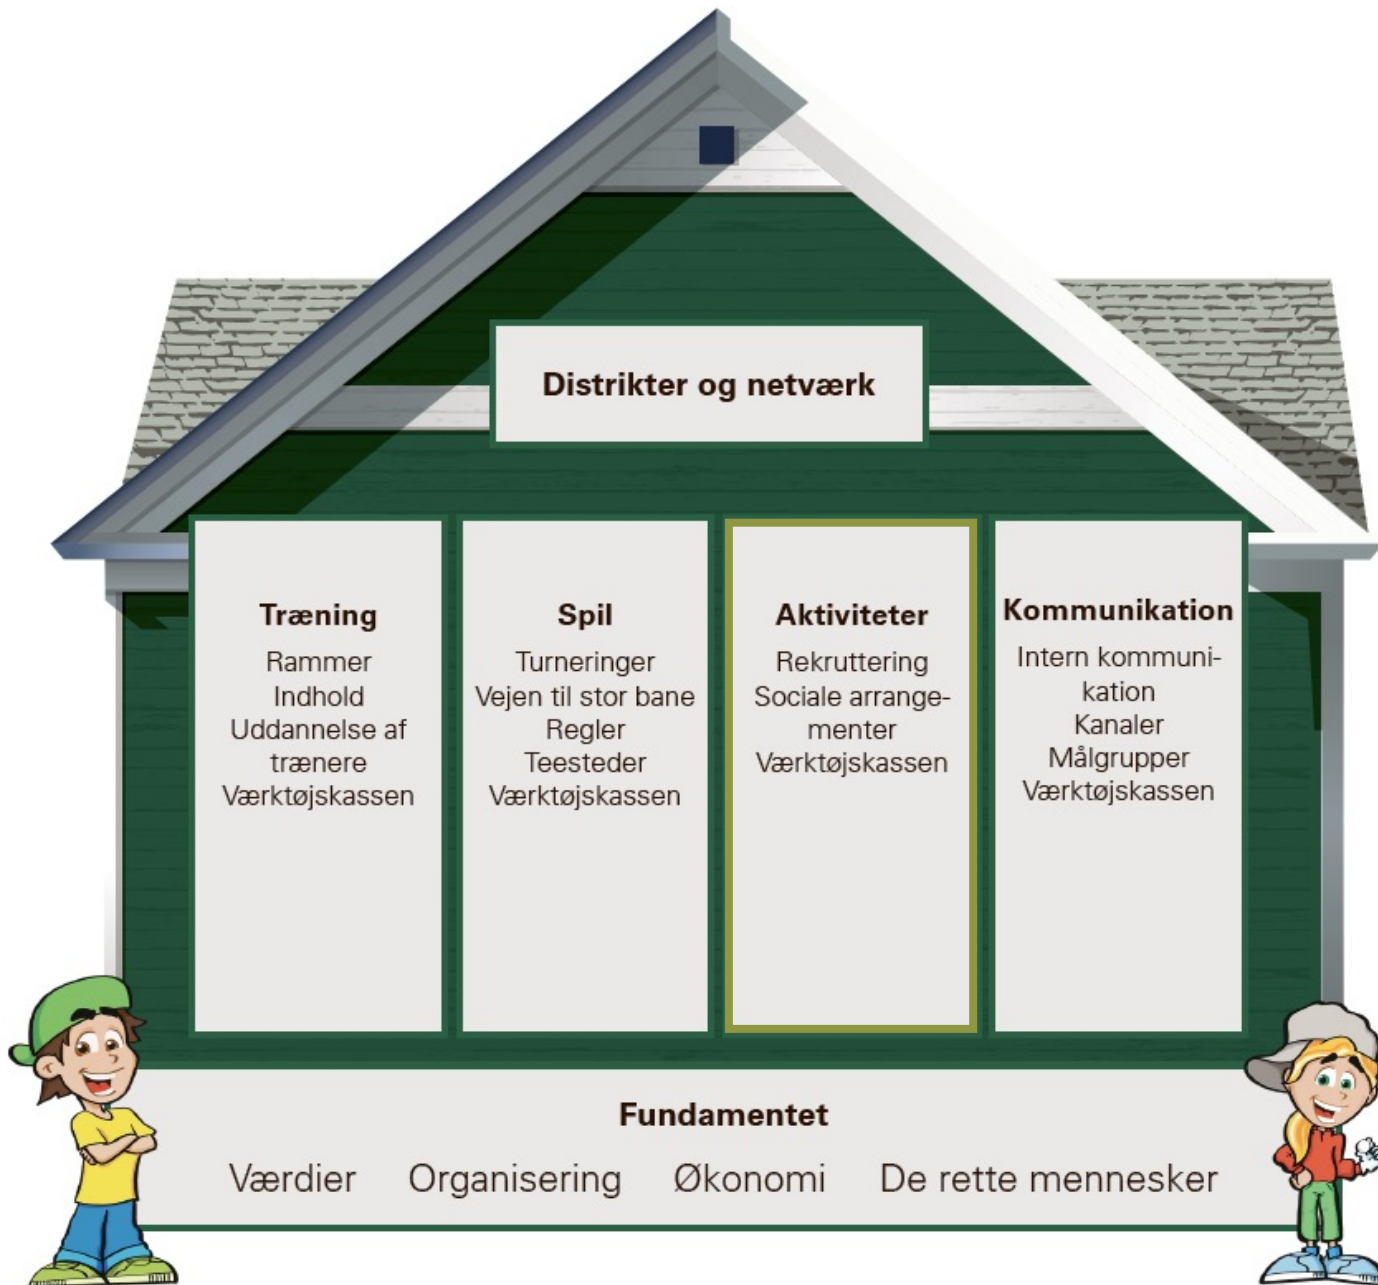 Distrikter og netværk
Træning
Rammer
Indhold
Uddannelse af
trænere
Værktøjskassen
Spil
Turneringer
Vejen til stor bane
Regler
Teesteder
Værktøjskassen
Aktiviteter
Rekruttering
Sociale arrange-
menter
Værktøjskassen
Kommunikation
Intern kommuni-
kation
Kanaler
Målgrupper
Værktøjskassen
Fundamentet
Værdier Organisering Økonomi De rette mennesker